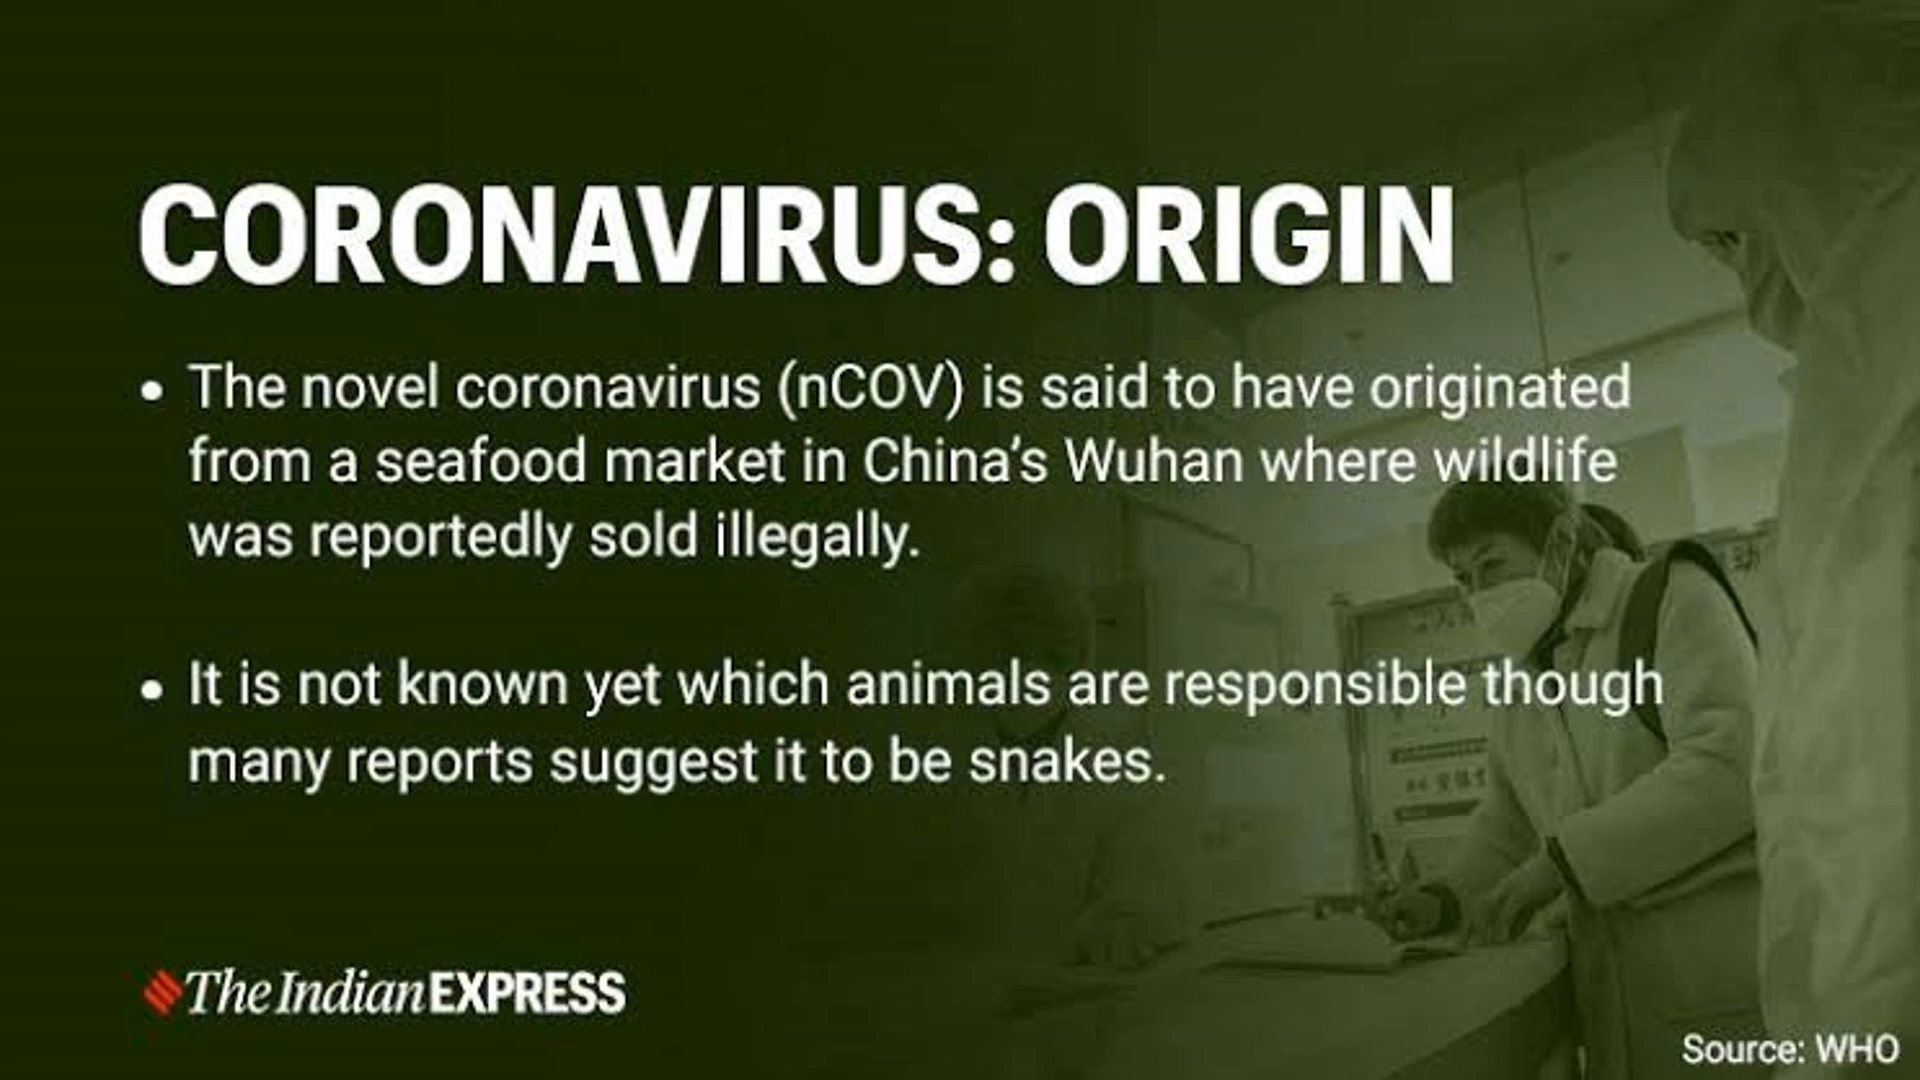 CORONAVIRUS: ORIGIN
• The novel coronavirus (nCOV) is said to have originated
from a seafood market in China's Wuhan where wildlife
was reportedly sold illegally.
• It is not known yet which animals are responsible though
many reports suggest it to be snakes.
The Indian EXPRESS
Source: WHO